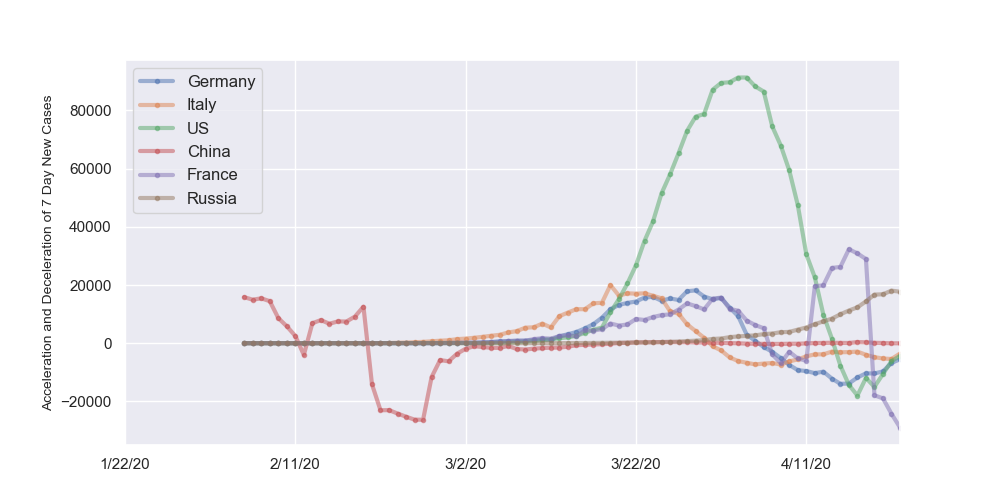 Acceleration and Deceleration of 7 Day New Cases
80000
60000
40000
20000
0
−20000
Germany
Italy
US
China
France
Russia
1/22/20 2/11/20 3/2/20 3/22/20 4/11/20